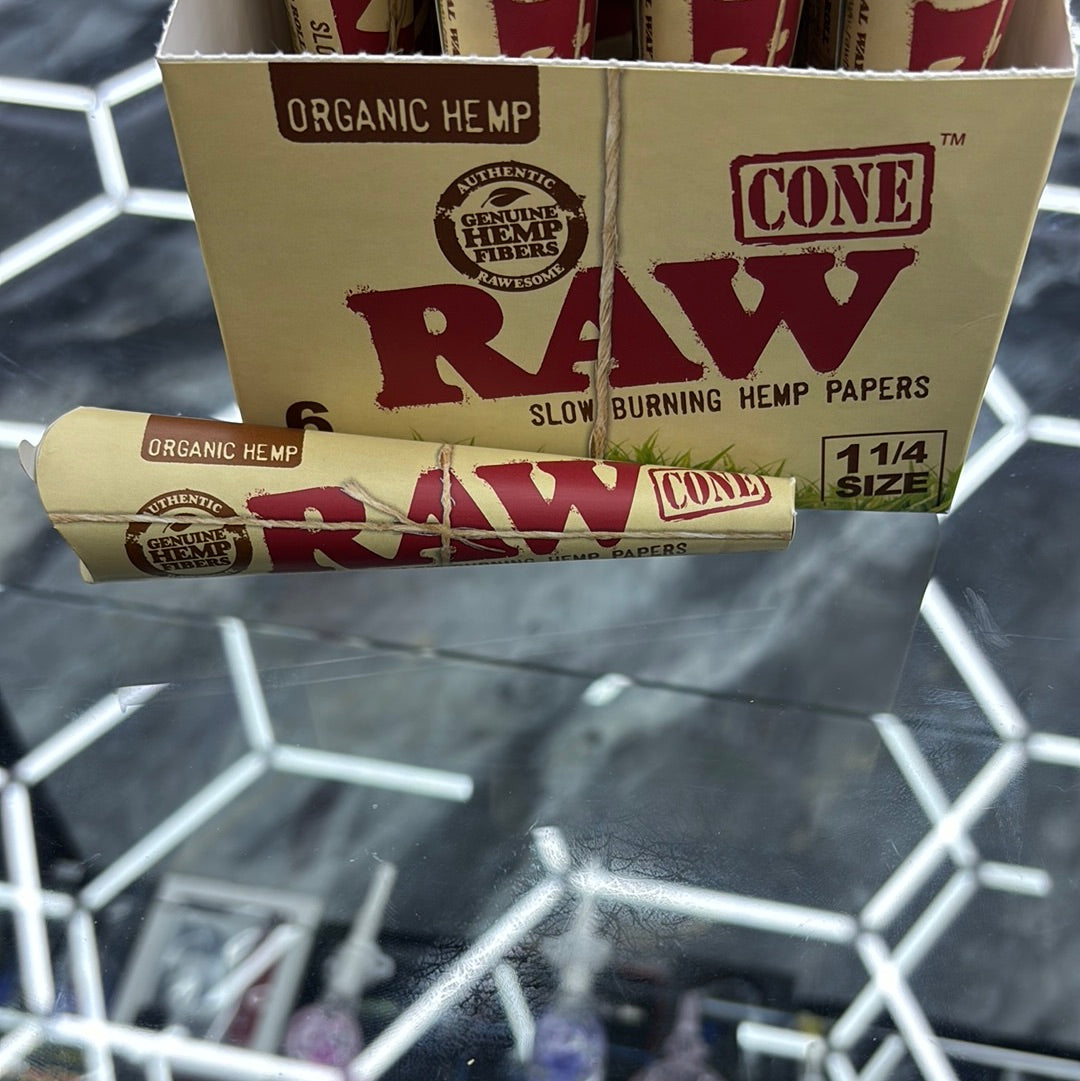 ORGANIC HEMP
AUTHENTIC
GENUINE
HEMP
FIBERS
RAWESOME
CONE
TM
RAW
SLOW BURNING HEMP PAPERS
6
1 1/4
SIZE
ORGANIC HEMP
AUTHENTIC
GENUINE
HEMP
FIBERS
RAW
CONE
BURNING HEMP PAPERS